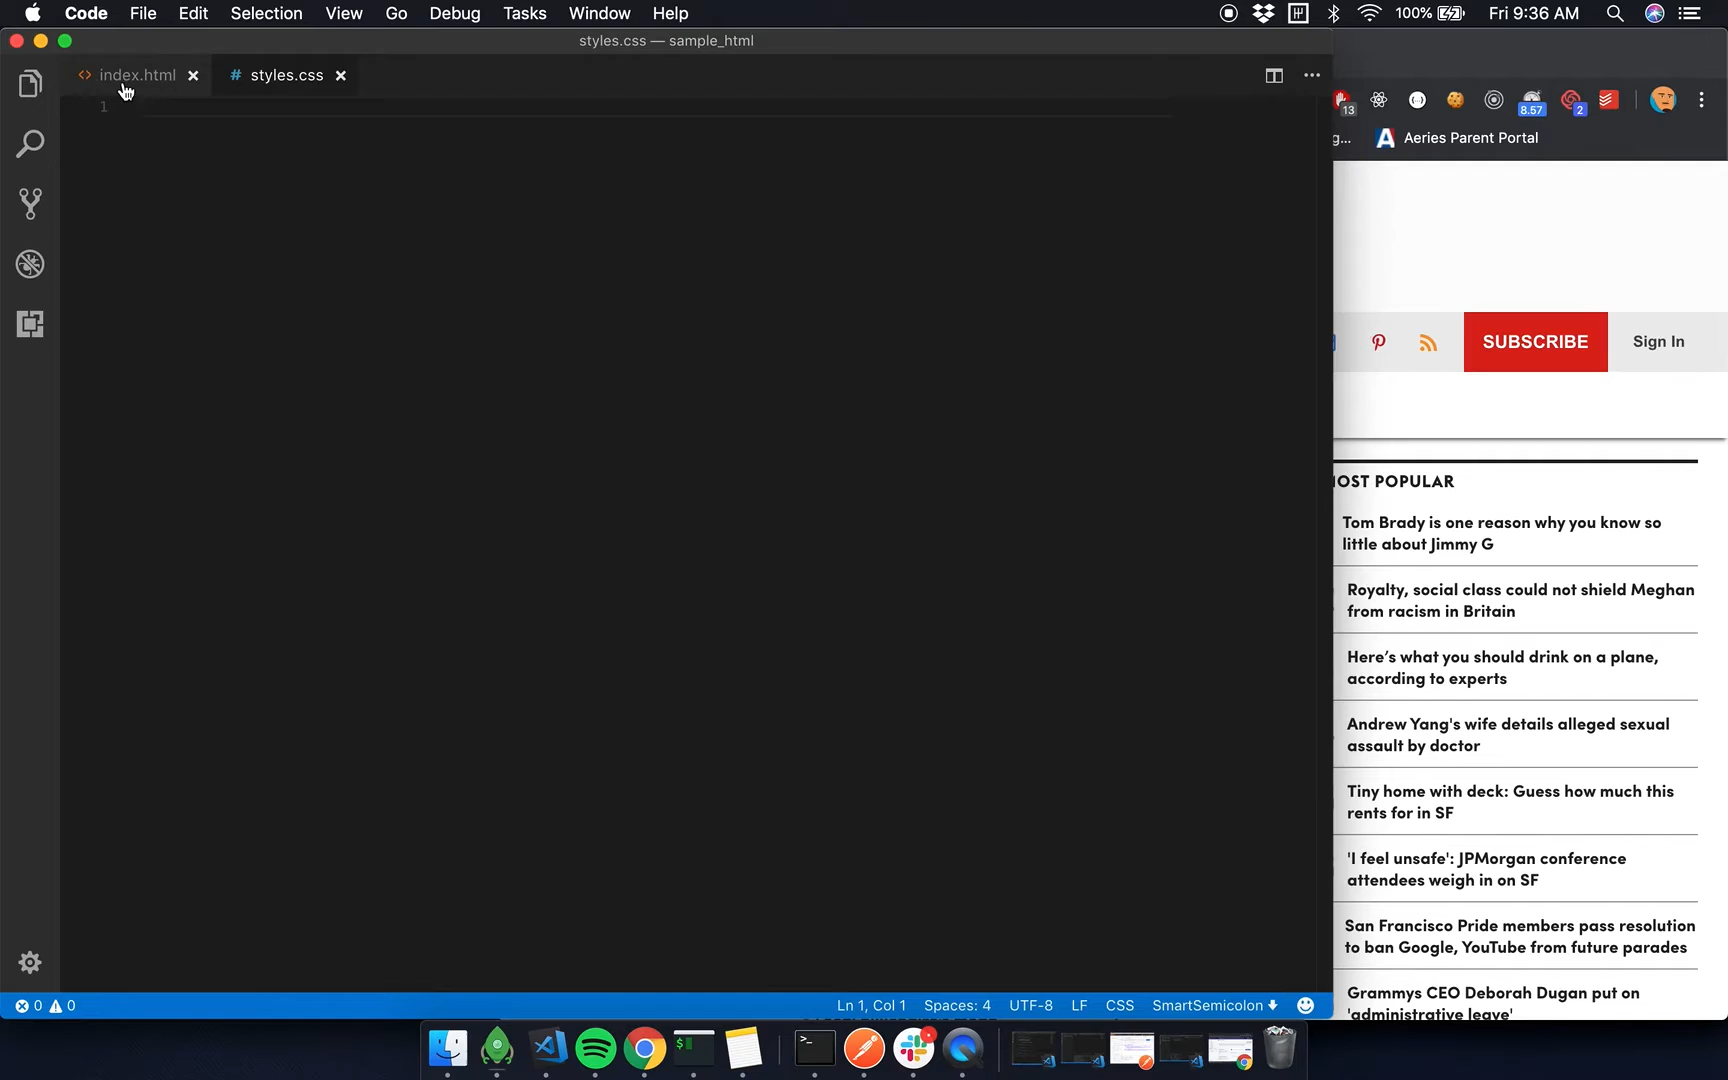 Code File Edit Selection View Go Debug Tasks Window Help
100% Fri 9:36 AM
styles.css — sample_html
index.html
# styles.css
1
13
8.57
2
g...
Aeries Parent Portal
SUBSCRIBE
Sign In
OST POPULAR
Tom Brady is one reason why you know so
little about Jimmy G
Royalty, social class could not shield Meghan
from racism in Britain
Here's what you should drink on a plane,
according to experts
Andrew Yang's wife details alleged sexual
assault by doctor
Tiny home with deck: Guess how much this
rents for in SF
'I feel unsafe': JPMorgan conference
attendees weigh in on SF
San Francisco Pride members pass resolution
to ban Google, YouTube from future parades
Grammys CEO Deborah Dugan put on
'administrative leave'
0 0 Ln 1, Col 1 Spaces: 4 UTF-8 LF CSS SmartSemicolon